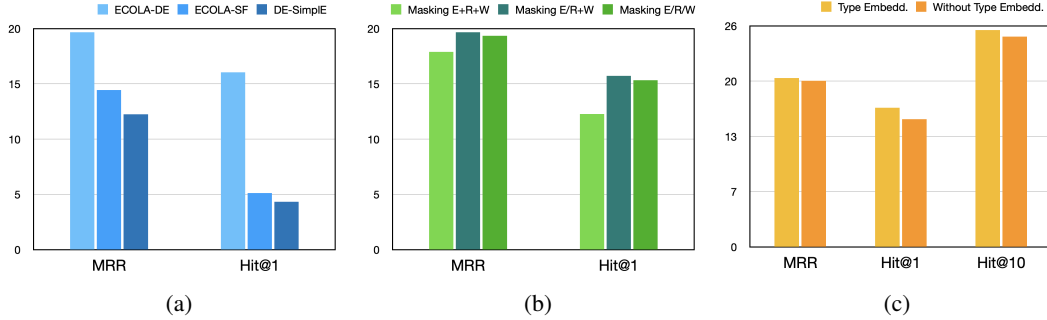 ECOLA-DE ECOLA-SF DE-SimplE
20
15
10
5
0
MRR Hit@1
(a)
Masking E+R+W Masking E/R+W Masking E/R/W
20
15
10
5
0
MRR Hit@1
(b)
Type Embedd. Without Type Embedd.
26
20
13
7
0
MRR Hit@1 Hit@10
(c)